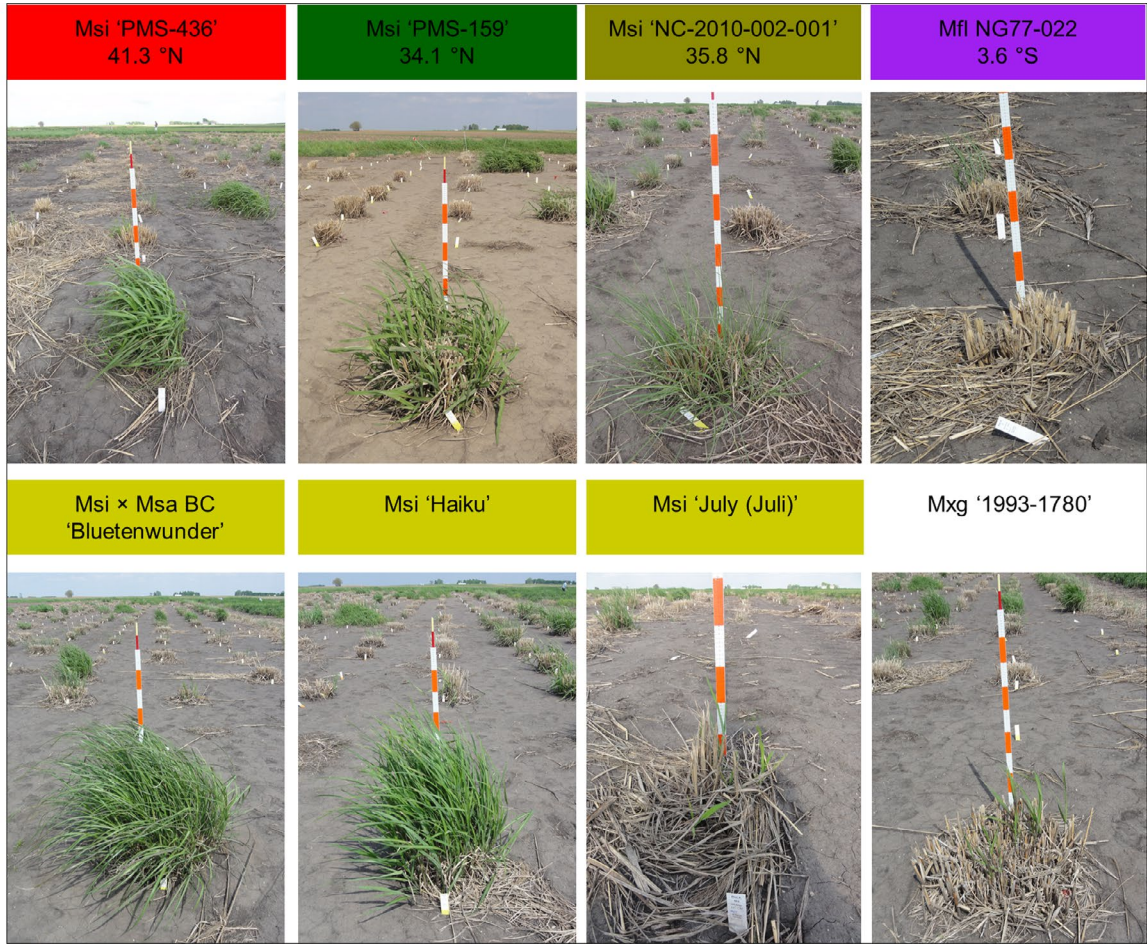 Msi ‘PMS-436’
41.3 °N
Msi ‘PMS-159’
34.1 °N
Msi ‘NC-2010-002-001’
35.8 °N
Mfl NG77-022
3.6 °S
Msi × Msa BC
‘Bluetenwunder’
Msi ‘Haiku’
Msi ‘July (Juli)’
Mxg ‘1993-1780’